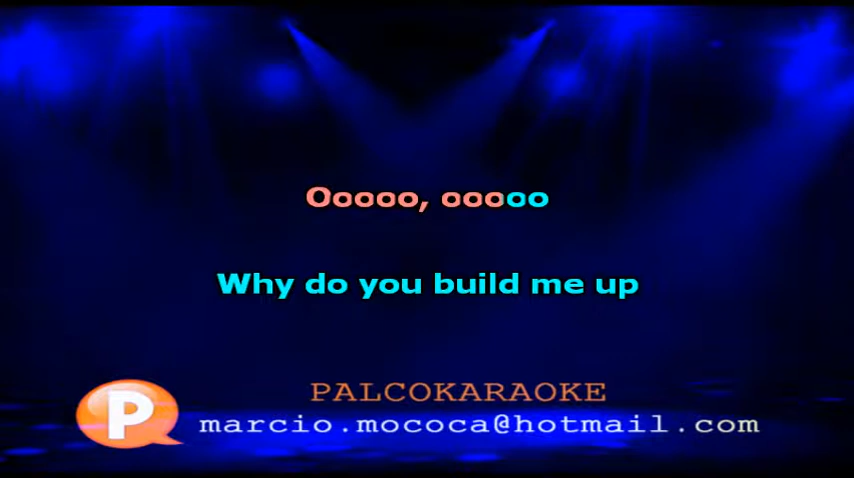 Ooooo, ooooo
Why do you build me up
PALCOKARAOKE
P
marcio.mococa@hotmail.com